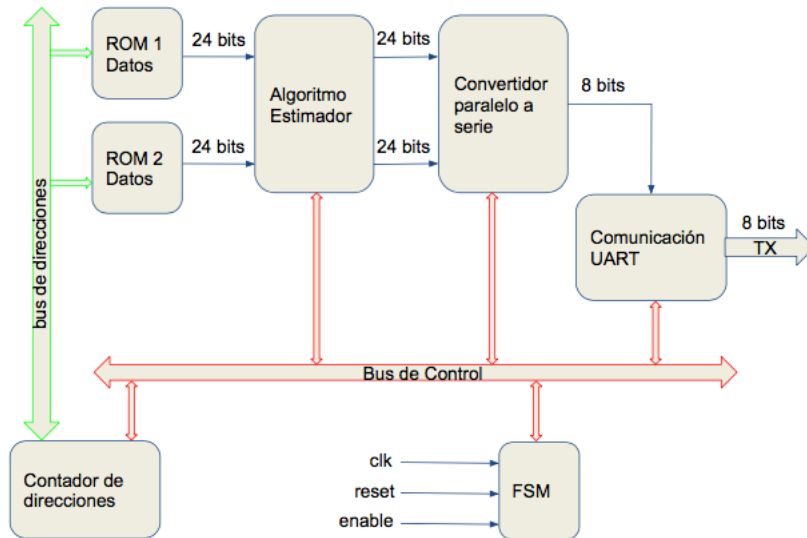 ROM 1
Datos
24 bits
Algoritmo
Estimador
24 bits
Convertidor
paralelo a
serie
8 bits
ROM 2
Datos
24 bits
24 bits
bus de direcciones
Comunicación
UART
8 bits
TX
Bus de Control
Contador de
direcciones
clk
reset
enable
FSM